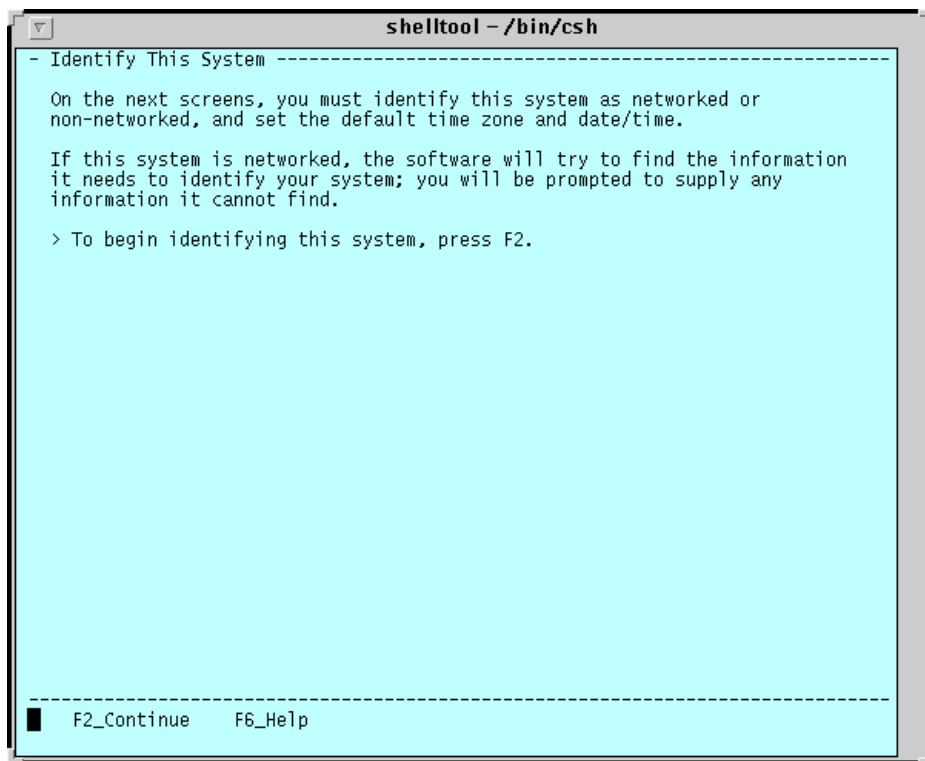 shelltool – /bin/csh
- Identify This System ---------------------------------------------------------
On the next screens, you must identify this system as networked or
non-networked, and set the default time zone and date/time.
If this system is networked, the software will try to find the information
it needs to identify your system; you will be prompted to supply any
information it cannot find.
> To begin identifying this system, press F2.
--------------------------------------------------------------------------------
F2_Continue F6_Help